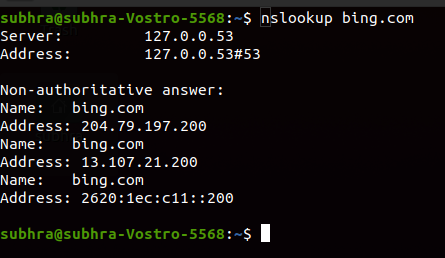 subhra@subhra-Vostro-5568:~$ nslookup bing.com
Server:		127.0.0.53
Address:	127.0.0.53#53

Non-authoritative answer:
Name:	bing.com
Address: 204.79.197.200
Name:	bing.com
Address: 13.107.21.200
Name:	bing.com
Address: 2620:1ec:c11::200

subhra@subhra-Vostro-5568:~$